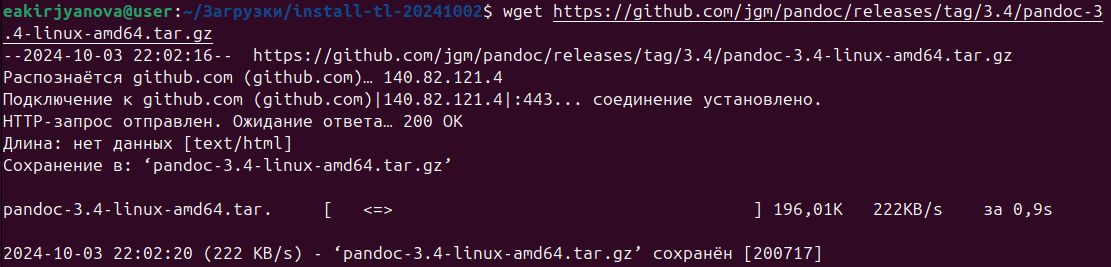 eakirjyanova@user:~/Загрузки/install-tl-20241002$ wget https://github.com/jgm/pandoc/releases/tag/3.4/pandoc-3
.4-linux-amd64.tar.gz
--2024-10-03 22:02:16--  https://github.com/jgm/pandoc/releases/tag/3.4/pandoc-3.4-linux-amd64.tar.gz
Распознаётся github.com (github.com)… 140.82.121.4
Подключение к github.com (github.com)|140.82.121.4|:443... соединение установлено.
HTTP-запрос отправлен. Ожидание ответа… 200 OK
Длина: нет данных [text/html]
Сохранение в: ‘pandoc-3.4-linux-amd64.tar.gz’
pandoc-3.4-linux-amd64.tar.     [   <=>                                  ] 196,01K   222KB/s    за 0,9s
2024-10-03 22:02:20 (222 KB/s) - ‘pandoc-3.4-linux-amd64.tar.gz’ сохранён [200717]